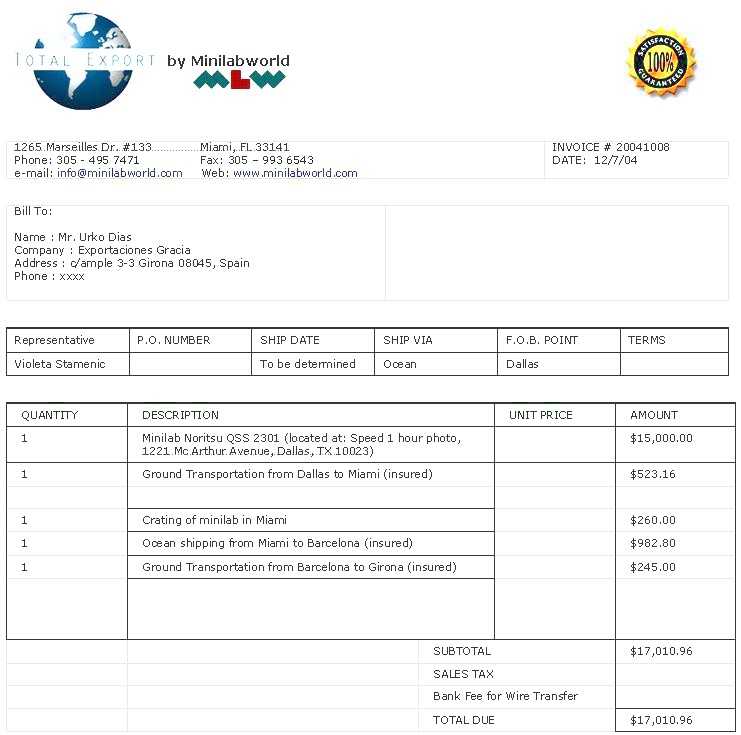 TOTAL EXPORT by Minilabworld
MLW
SATISFACTION
100%
GUARANTEED
1265 Marseilles Dr. #133............... Miami, FL 33141
Phone: 305 - 495 7471 Fax: 305 – 993 6543
e-mail: info@minilabworld.com Web: www.minilabworld.com
INVOICE # 20041008
DATE: 12/7/04
Bill To:
Name : Mr. Urko Dias
Company : Exportaciones Gracia
Address : c/ample 3-3 Girona 08045, Spain
Phone : xxxx
Representative P.O. NUMBER SHIP DATE SHIP VIA F.O.B. POINT TERMS
Violeta Stamenic To be determined Ocean Dallas
QUANTITY DESCRIPTION UNIT PRICE AMOUNT
1 Minilab Noritsu QSS 2301 (located at: Speed 1 hour photo, $15,000.00
1221 Mc Arthur Avenue, Dallas, TX 10023)
1 Ground Transportation from Dallas to Miami (insured) $523.16
1 Crating of minilab in Miami $260.00
1 Ocean shipping from Miami to Barcelona (insured) $982.80
1 Ground Transportation from Barcelona to Girona (insured) $245.00
SUBTOTAL $17,010.96
SALES TAX
Bank Fee for Wire Transfer
TOTAL DUE $17,010.96